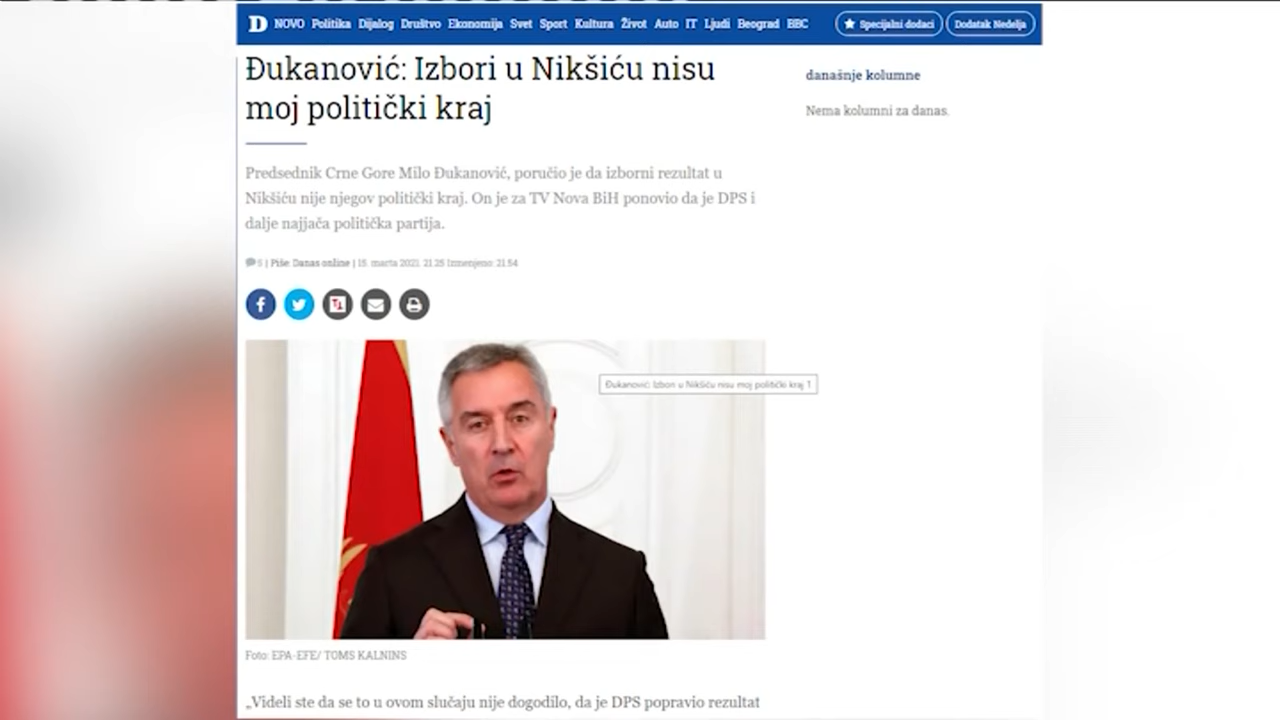 D NOVO Politika Dijalog Društvo Ekonomija Svet Sport Kultura Život Auto IT Ljudi Beograd BBC Specijalni dodaci Dodatak Nedelja
Đukanović: Izbori u Nikšiću nisu
moj politički kraj
današnje kolumne
Nema kolumni za danas.
Predsednik Crne Gore Milo Đukanović, poručio je da izborni rezultat u
Nikšiću nije njegov politički kraj. On je za TV Nova BiH ponovio da je DPS i
dalje najjača politička partija.
5 | Piše: Danas online | 15. marta 2021. 21.25 Izmenjeno: 21.54
Đukanović: Izbori u Nikšiću nisu moj politički kraj 1
Foto: EPA-EFE/ TOMS KALNINS
„Videli ste da se to u ovom slučaju nije dogodilo, da je DPS popravio rezultat